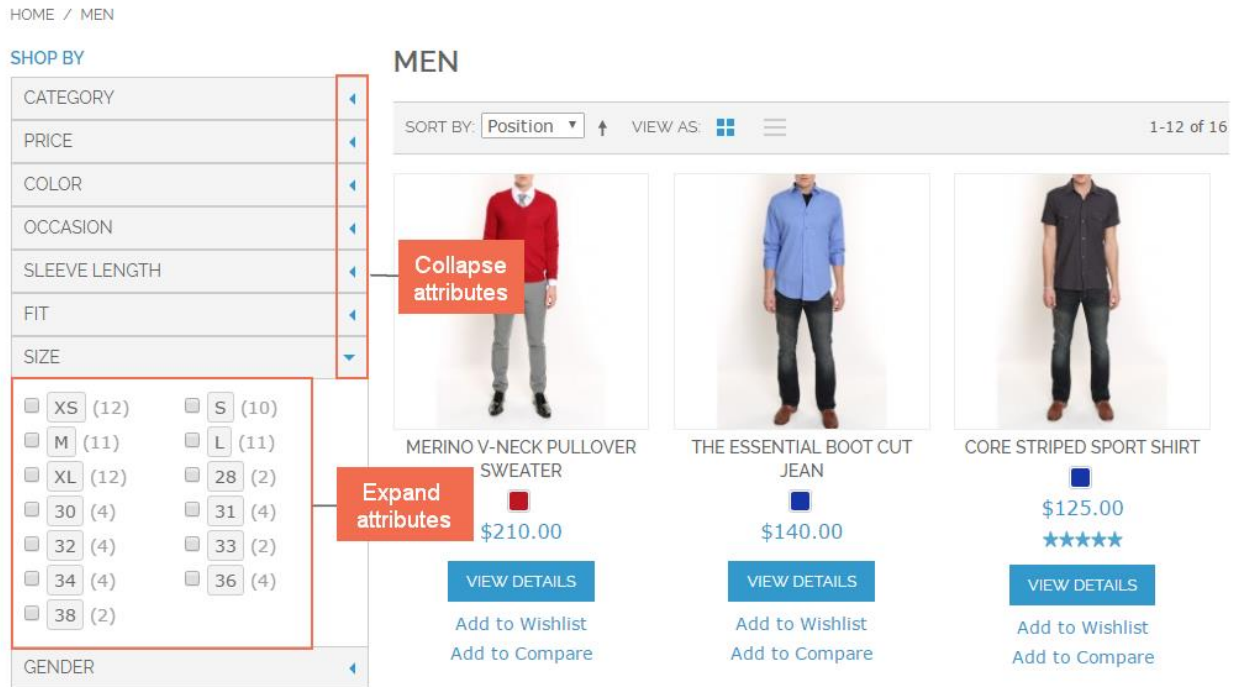 HOME / MEN
SHOP BY
CATEGORY
PRICE
COLOR
OCCASION
SLEEVE LENGTH
FIT
SIZE
XS (12) S (10)
M (11) L (11)
XL (12) 28 (2)
30 (4) 31 (4)
32 (4) 33 (2)
34 (4) 36 (4)
38 (2)
GENDER
Collapse
attributes
Expand
attributes
MEN
SORT BY: Position VIEW AS: 1-12 of 16
MERINO V-NECK PULLOVER
SWEATER
$210.00
VIEW DETAILS
Add to Wishlist
Add to Compare
THE ESSENTIAL BOOT CUT
JEAN
$140.00
VIEW DETAILS
Add to Wishlist
Add to Compare
CORE STRIPED SPORT SHIRT
$125.00
VIEW DETAILS
Add to Wishlist
Add to Compare